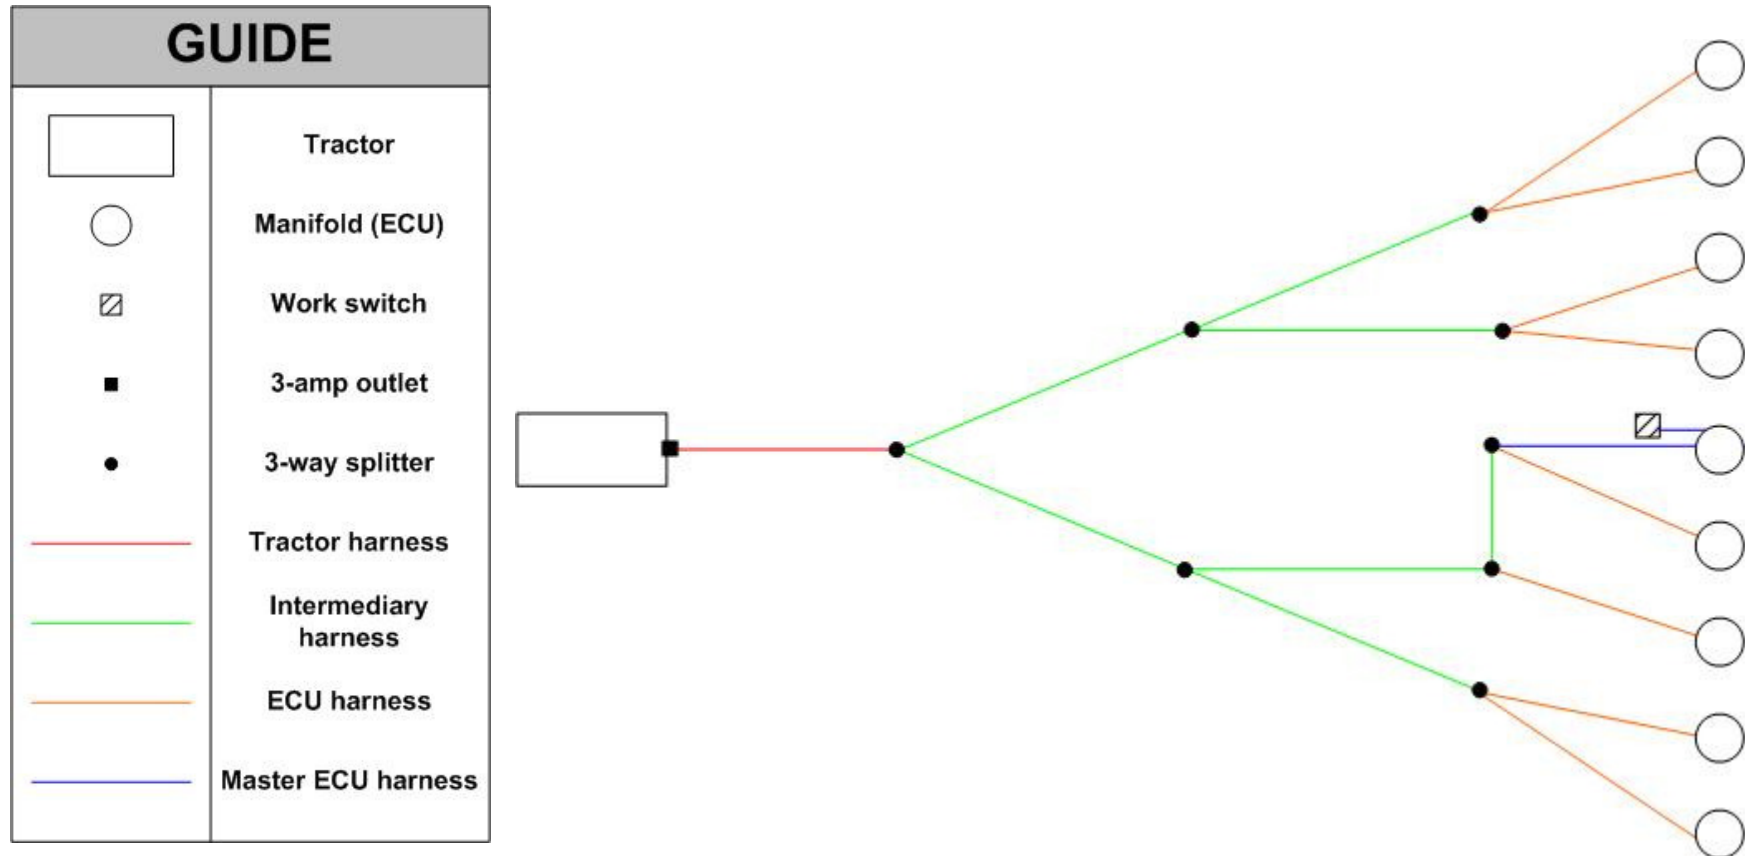 GUIDE
Tractor
Manifold (ECU)
Work switch
3-amp outlet
3-way splitter
Tractor harness
Intermediary
harness
ECU harness
Master ECU harness